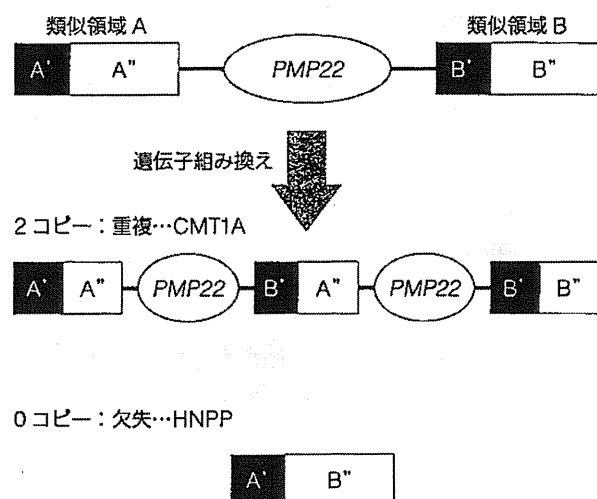 類似領域 A 類似領域 B
A' A" PMP22 B' B"
遺伝子組み換え
2 コピー:重複…CMT1A
A' A" PMP22 B' A" PMP22 B' B"
0 コピー:欠失…HNPP
A' B"